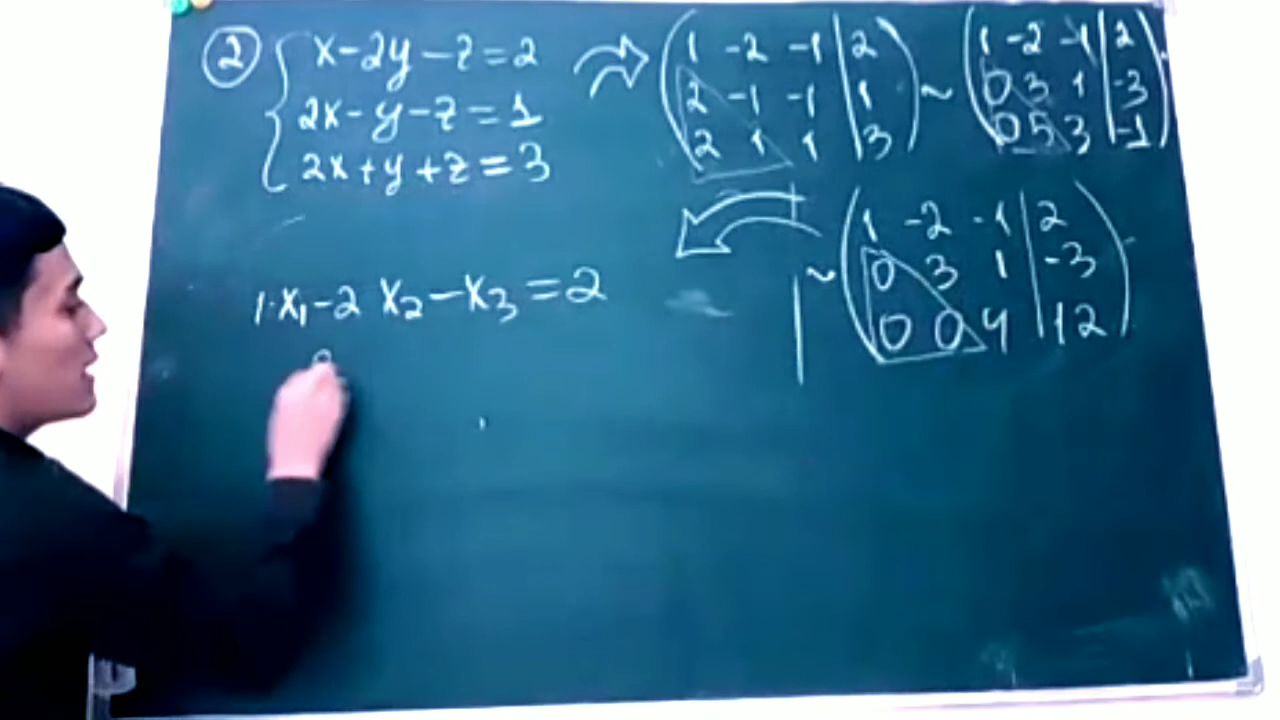 ② { x-2y-z=2
2x-y-z=1
2x+y+z=3
( 1 -2 -1 | 2
2 -1 -1 | 1
2 1 1 | 3 ) ~
( 1 -2 -1 | 2
0 3 1 | -3
0 5 3 | -1 )
~ ( 1 -2 -1 | 2
0 3 1 | -3
0 0 4 | 12 )
1·x₁-2 x₂-x₃=2